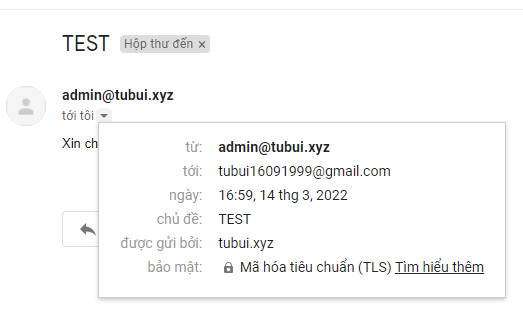 TEST Hộp thư đến ×
admin@tubui.xyz
tới tôi
Xin ch
từ: admin@tubui.xyz
tới: tubui16091999@gmail.com
ngày: 16:59, 14 thg 3, 2022
chủ đề: TEST
được gửi bởi: tubui.xyz
bảo mật: Mã hóa tiêu chuẩn (TLS) Tìm hiểu thêm